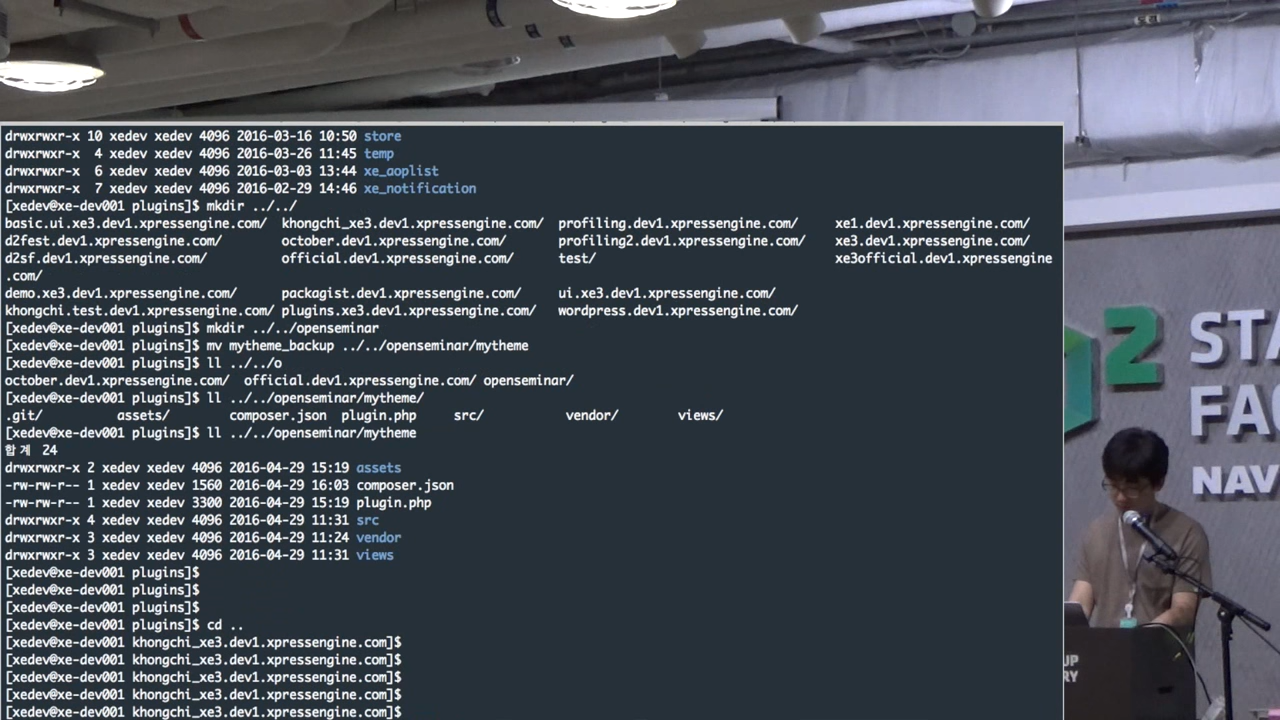 drwxrwxr-x 10 xedev xedev 4096 2016-03-16 10:50 store
drwxrwxr-x  4 xedev xedev 4096 2016-03-26 11:45 temp
drwxrwxr-x  6 xedev xedev 4096 2016-03-03 13:44 xe_aoplist
drwxrwxr-x  7 xedev xedev 4096 2016-02-29 14:46 xe_notification
[xedev@xe-dev001 plugins]$ mkdir ../../
basic.ui.xe3.dev1.xpressengine.com/ khongchi_xe3.dev1.xpressengine.com/ profiling.dev1.xpressengine.com/ xe1.dev1.xpressengine.com/
d2fest.dev1.xpressengine.com/ october.dev1.xpressengine.com/ profiling2.dev1.xpressengine.com/ xe3.dev1.xpressengine.com/
d2sf.dev1.xpressengine.com/ official.dev1.xpressengine.com/ test/ xe3official.dev1.xpressengine
.com/
demo.xe3.dev1.xpressengine.com/ packagist.dev1.xpressengine.com/ ui.xe3.dev1.xpressengine.com/
khongchi.test.dev1.xpressengine.com/ plugins.xe3.xpressengine.com/ wordpress.dev1.xpressengine.com/
[xedev@xe-dev001 plugins]$ mkdir ../../openseminar
[xedev@xe-dev001 plugins]$ mv mytheme_backup ../../openseminar/mytheme
[xedev@xe-dev001 plugins]$ ll ../../o
october.dev1.xpressengine.com/ official.dev1.xpressengine.com/ openseminar/
[xedev@xe-dev001 plugins]$ ll ../../openseminar/mytheme/
.git/ assets/ composer.json plugin.php src/ vendor/ views/
[xedev@xe-dev001 plugins]$ ll ../../openseminar/mytheme
합계 24
drwxrwxr-x 2 xedev xedev 4096 2016-04-29 15:19 assets
-rw-rw-r-- 1 xedev xedev 1560 2016-04-29 16:03 composer.json
-rw-rw-r-- 1 xedev xedev 3300 2016-04-29 15:19 plugin.php
drwxrwxr-x 4 xedev xedev 4096 2016-04-29 11:31 src
drwxrwxr-x 3 xedev xedev 4096 2016-04-29 11:24 vendor
drwxrwxr-x 3 xedev xedev 4096 2016-04-29 11:31 views
[xedev@xe-dev001 plugins]$
[xedev@xe-dev001 plugins]$
[xedev@xe-dev001 plugins]$
[xedev@xe-dev001 plugins]$ cd ..
[xedev@xe-dev001 khongchi_xe3.dev1.xpressengine.com]$
[xedev@xe-dev001 khongchi_xe3.dev1.xpressengine.com]$
[xedev@xe-dev001 khongchi_xe3.dev1.xpressengine.com]$
[xedev@xe-dev001 khongchi_xe3.dev1.xpressengine.com]$
[xedev@xe-dev001 khongchi_xe3.dev1.xpressengine.com]$
2
STA
FA
NAV
UP
RY